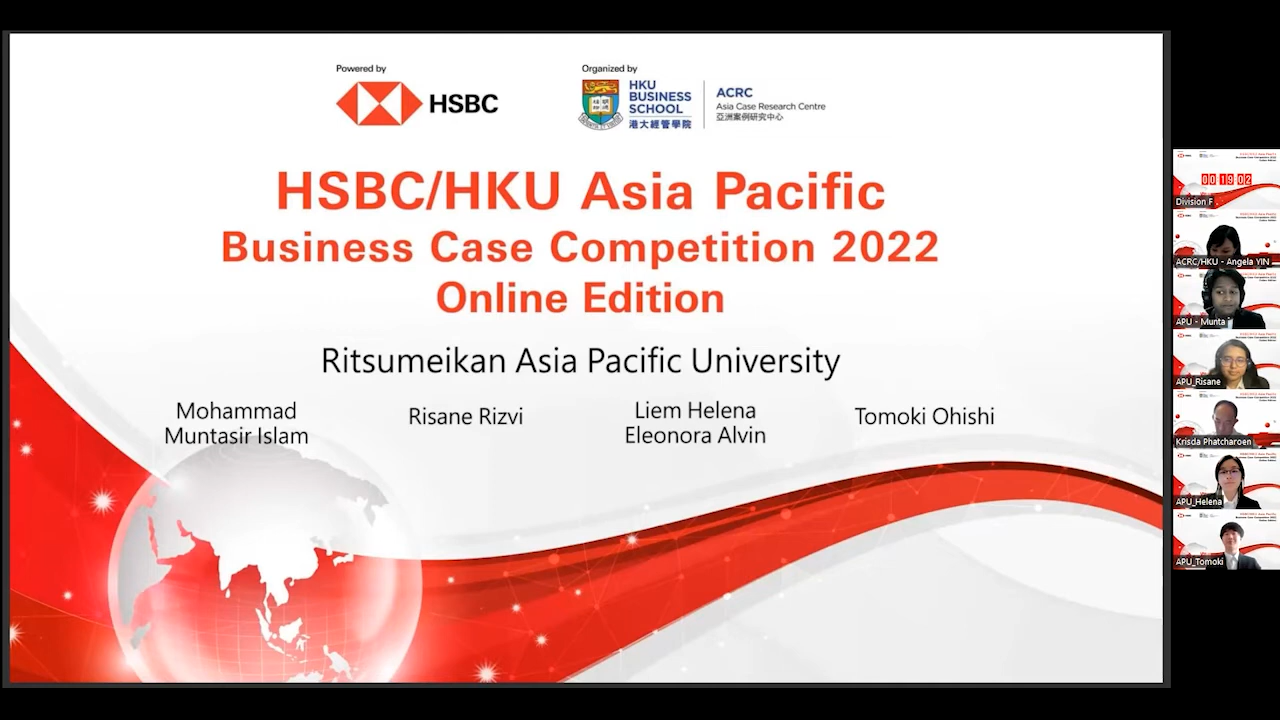 Powered by
HSBC
Organized by
HKU
BUSINESS
SCHOOL
港大經管學院
ACRC
Asia Case Research Centre
亞洲案例研究中心
HSBC/HKU Asia Pacific
Business Case Competition 2022
Online Edition
Ritsumeikan Asia Pacific University
Mohammad
Muntasir Islam
Risane Rizvi
Liem Helena
Eleonora Alvin
Tomoki Ohishi
00 19 02
Division F
ACRC/HKU - Angela YIN
APU - Munta
APU_Risane
Krisda Phatcharoen
APU_Helena
APU_Tomoki